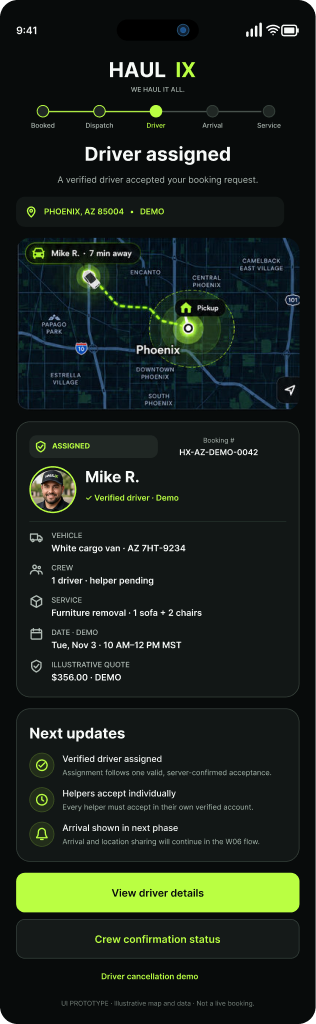 9:41
HAUL IX
WE HAUL IT ALL.
Booked Dispatch Driver Arrival Service
Driver assigned
A verified driver accepted your booking request.
PHOENIX, AZ 85004 • DEMO
Mike R. · 7 min away
ENCANTO
CAMELBACK
EAST VILLAGE
CENTRAL
PHOENIX
101
Pickup
PAPAGO
PARK
10
Phoenix
ESTRELLA
VILLAGE
DOWNTOWN
PHOENIX
SOUTH
PHOENIX
ASSIGNED
Booking #
HX-AZ-DEMO-0042
Mike R.
✓ Verified driver · Demo
VEHICLE
White cargo van · AZ 7HT-9234
CREW
1 driver · helper pending
SERVICE
Furniture removal · 1 sofa + 2 chairs
DATE · DEMO
Tue, Nov 3 · 10 AM–12 PM MST
ILLUSTRATIVE QUOTE
$356.00 · DEMO
Next updates
Verified driver assigned
Assignment follows one valid, server-confirmed acceptance.
Helpers accept individually
Every helper must accept in their own verified account.
Arrival shown in next phase
Arrival and location sharing will continue in the W06 flow.
View driver details
Crew confirmation status
Driver cancellation demo
UI PROTOTYPE · Illustrative map and data · Not a live booking.